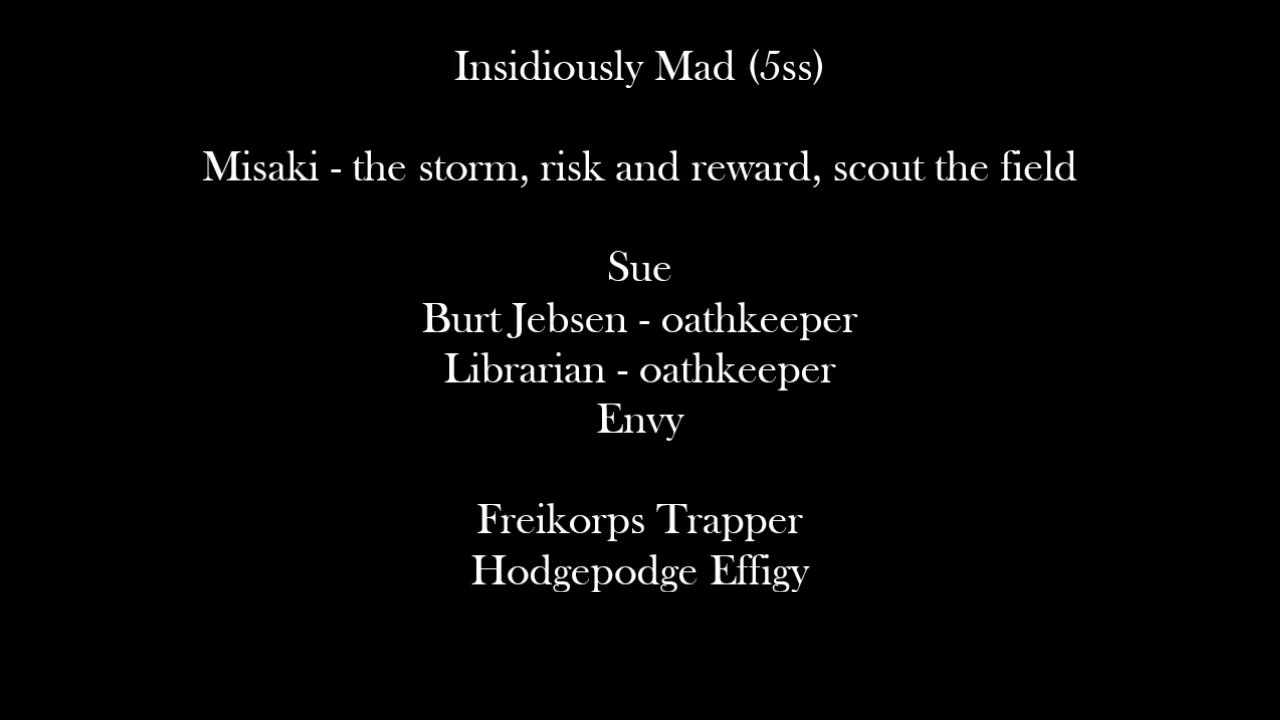 Insidiously Mad (5ss)
Misaki - the storm, risk and reward, scout the field
Sue
Burt Jebsen - oathkeeper
Librarian - oathkeeper
Envy
Freikorps Trapper
Hodgepodge Effigy